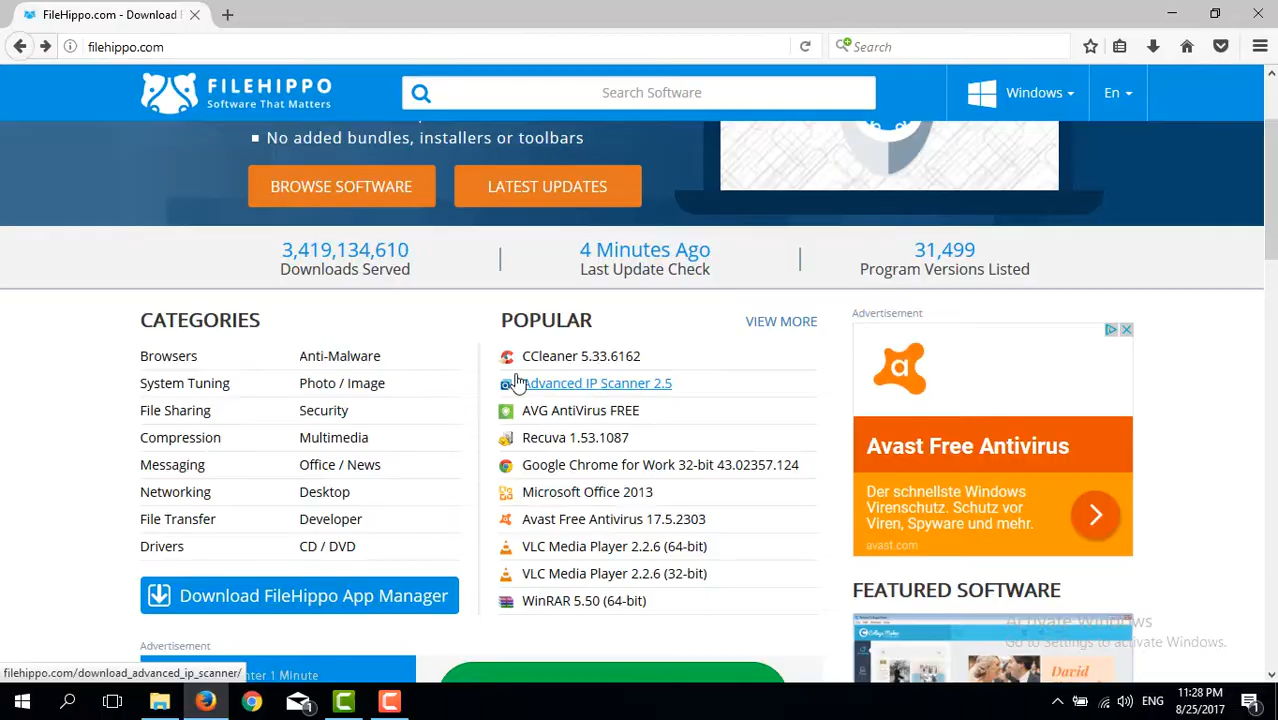 FileHippo.com - Download
filehippo.com
Search
FILEHIPPO
Software That Matters
Search Software
Windows
En
No added bundles, installers or toolbars
BROWSE SOFTWARE
LATEST UPDATES
3,419,134,610
Downloads Served
4 Minutes Ago
Last Update Check
31,499
Program Versions Listed
CATEGORIES
Browsers
Anti-Malware
System Tuning
Photo / Image
File Sharing
Security
Compression
Multimedia
Messaging
Office / News
Networking
Desktop
File Transfer
Developer
Drivers
CD / DVD
Download FileHippo App Manager
Advertisement
POPULAR
VIEW MORE
CCleaner 5.33.6162
Advanced IP Scanner 2.5
AVG AntiVirus FREE
Recuva 1.53.1087
Google Chrome for Work 32-bit 43.02357.124
Microsoft Office 2013
Avast Free Antivirus 17.5.2303
VLC Media Player 2.2.6 (64-bit)
VLC Media Player 2.2.6 (32-bit)
WinRAR 5.50 (64-bit)
Advertisement
a
Avast Free Antivirus
Der schnellste Windows
Virenschutz. Schutz vor
Viren, Spyware und mehr.
avast.com
FEATURED SOFTWARE
David
Activate Windows
Go to Settings to activate Windows.
filehippo.com/download_advanced_ip_scanner/
1 Minute
1
ENG
11:28 PM
8/25/2017
1